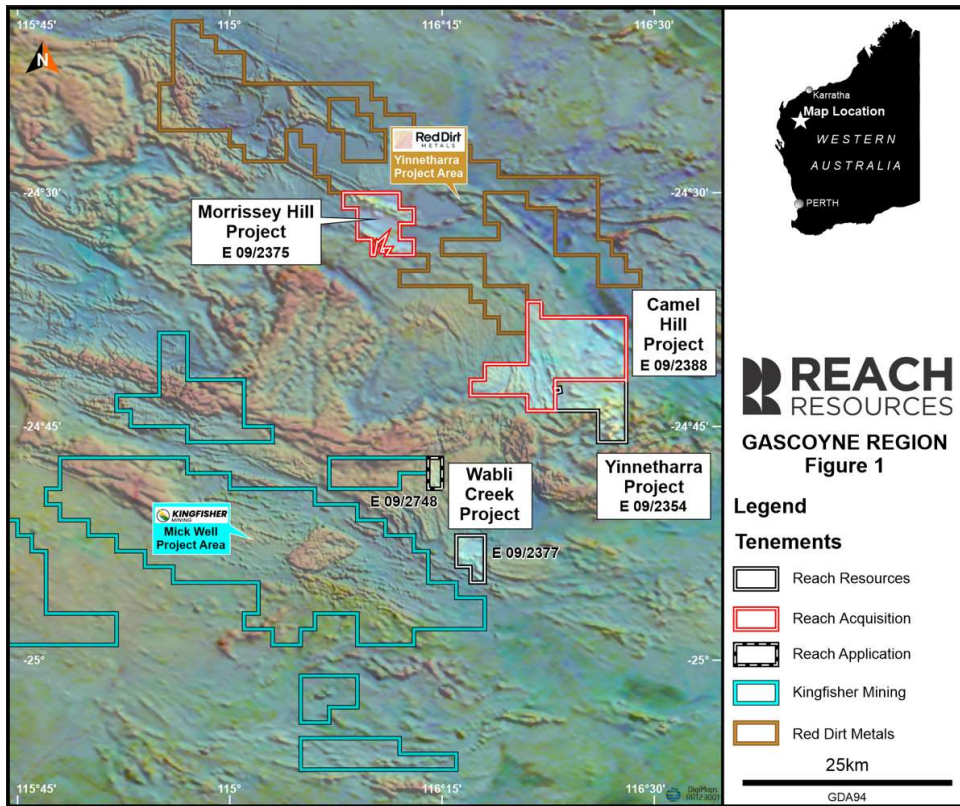 115°45'
115°
116°15'
116°30'
N
RedDirt
METALS
Yinnetharra
Project Area
-24°30'
-24°30'
Morrissey Hill
Project
E 09/2375
Camel
Hill
Project
E 09/2388
-24°45'
-24°45'
Yinnetharra
Project
E 09/2354
Wabli
Creek
Project
E 09/2748
E 09/2377
KINGFISHER
MINING
Mick Well
Project Area
-25°
-25°
115°45'
115°
116°15'
116°30'
DigiMaps
Karratha
Map Location
WESTERN
AUSTRALIA
PERTH
REACH
RESOURCES
GASCOYNE REGION
Figure 1
Legend
Tenements
Reach Resources
Reach Acquisition
Reach Application
Kingfisher Mining
Red Dirt Metals
25km
GDA94